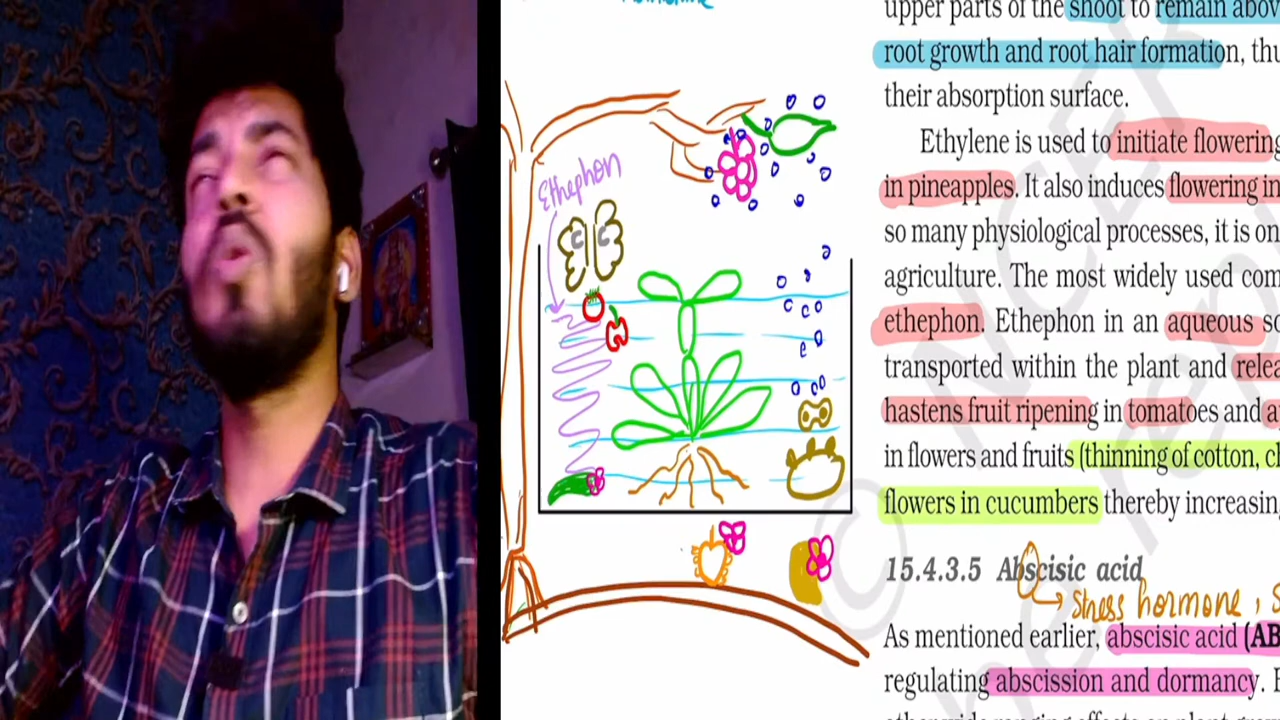 upper parts of the shoot to remain abov
root growth and root hair formation, thu
their absorption surface.
Ethylene is used to initiate flowering
in pineapples. It also induces flowering in
so many physiological processes, it is on
agriculture. The most widely used com
ethephon. Ethephon in an aqueous so
transported within the plant and relea
hastens fruit ripening in tomatoes and a
in flowers and fruits (thinning of cotton, ch
flowers in cucumbers thereby increasing
15.4.3.5 Abscisic acid
stress hormone, S
As mentioned earlier, abscisic acid (AB
regulating abscission and dormancy.
Ethephon
C C